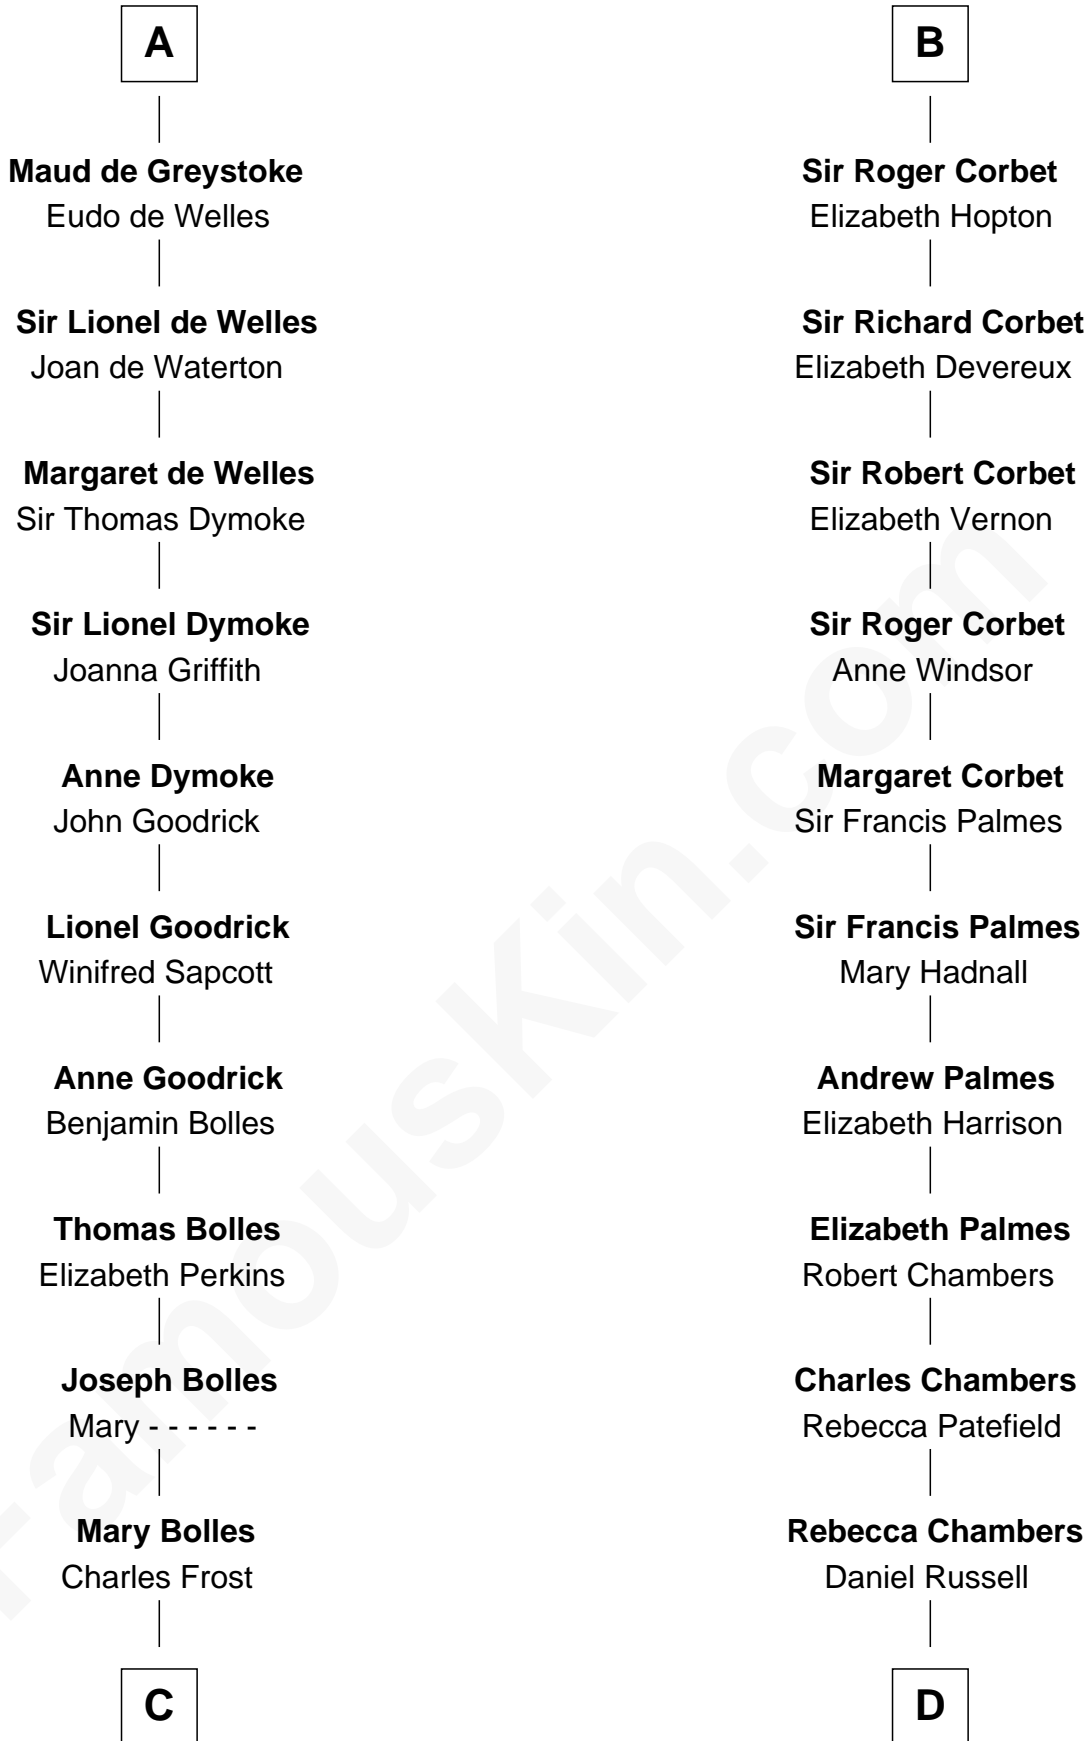 A
Maud de Greystoke
Eudo de Welles
Sir Lionel de Welles
Joan de Waterton
Margaret de Welles
Sir Thomas Dymoke
Sir Lionel Dymoke
Joanna Griffith
Anne Dymoke
John Goodrick
Lionel Goodrick
Winifred Sapcott
Anne Goodrick
Benjamin Bolles
Thomas Bolles
Elizabeth Perkins
Joseph Bolles
Mary - - - - - -
Mary Bolles
Charles Frost
C
B
Sir Roger Corbet
Elizabeth Hopton
Sir Richard Corbet
Elizabeth Devereux
Sir Robert Corbet
Elizabeth Vernon
Sir Roger Corbet
Anne Windsor
Margaret Corbet
Sir Francis Palmes
Sir Francis Palmes
Mary Hadnall
Andrew Palmes
Elizabeth Harrison
Elizabeth Palmes
Robert Chambers
Charles Chambers
Rebecca Patefield
Rebecca Chambers
Daniel Russell
D
FamousKin.com